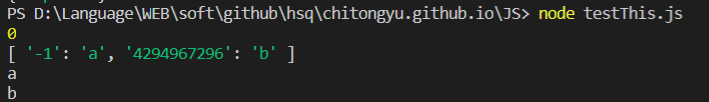 PS D:\Language\WEB\soft\github\hsq\chitongyu.github.io\JS> node testThis.js
0
[ '-1': 'a', '4294967296': 'b' ]
a
b